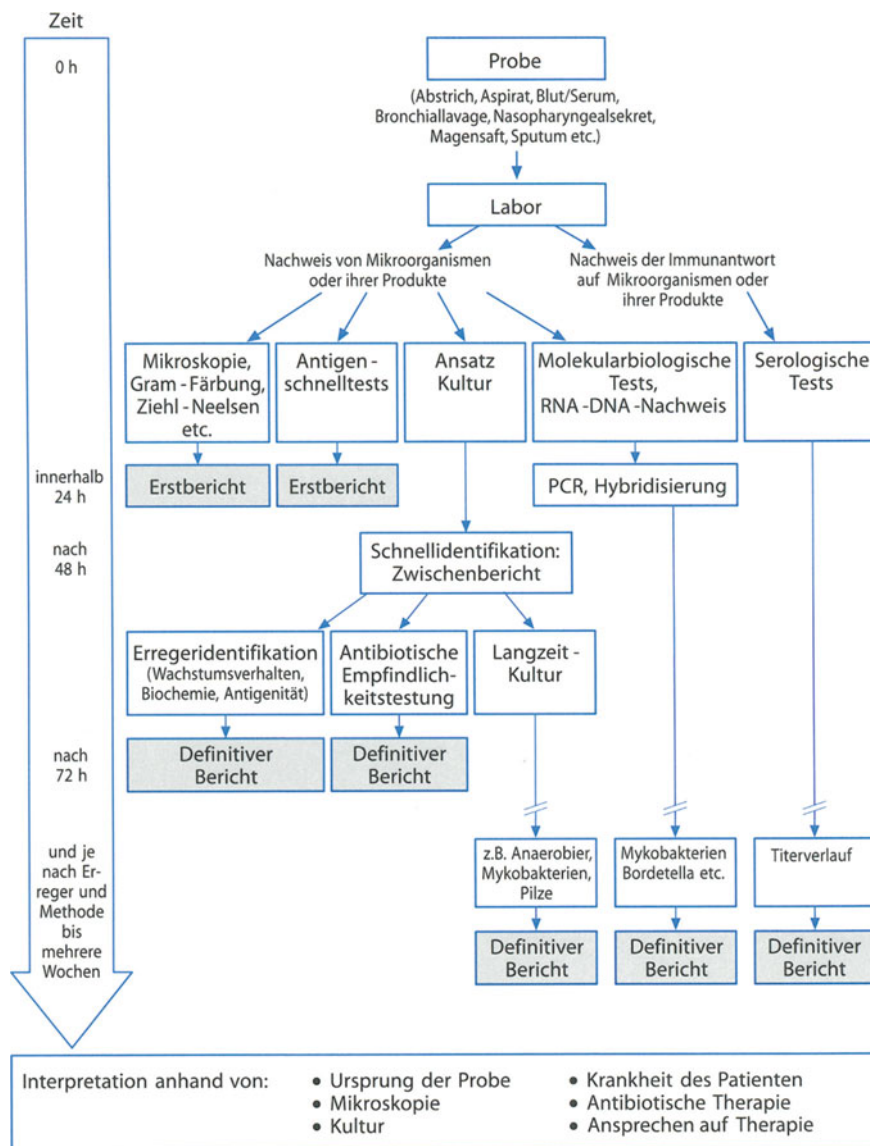 Zeit
0 h
Probe
(Abstrich, Aspirat, Blut/Serum,
Bronchiallavage, Nasopharyngealsekret,
Magensaft, Sputum etc.)
Labor
Nachweis von Mikroorganismen
oder ihrer Produkte
Nachweis der Immunantwort
auf Mikroorganismen oder
ihrer Produkte
Mikroskopie,
Gram - Färbung,
Ziehl - Neelsen
etc.
Antigen -
schnelltests
Ansatz
Kultur
Molekularbiologische
Tests,
RNA - DNA - Nachweis
Serologische
Tests
innerhalb
24 h
Erstbericht
Erstbericht
PCR, Hybridisierung
nach
48 h
Schnellidentifikation:
Zwischenbericht
Erregeridentifikation
(Wachstumsverhalten,
Biochemie, Antigenität)
Antibiotische
Empfindlich-
keitstestung
Langzeit -
Kultur
nach
72 h
Definitiver
Bericht
Definitiver
Bericht
und je
nach Er-
reger und
Methode
bis
mehrere
Wochen
z.B. Anaerobier,
Mykobakterien,
Pilze
Mykobakterien
Bordetella etc.
Titerverlauf
Definitiver
Bericht
Definitiver
Bericht
Definitiver
Bericht
Interpretation anhand von:
• Ursprung der Probe
• Mikroskopie
• Kultur
• Krankheit des Patienten
• Antibiotische Therapie
• Ansprechen auf Therapie